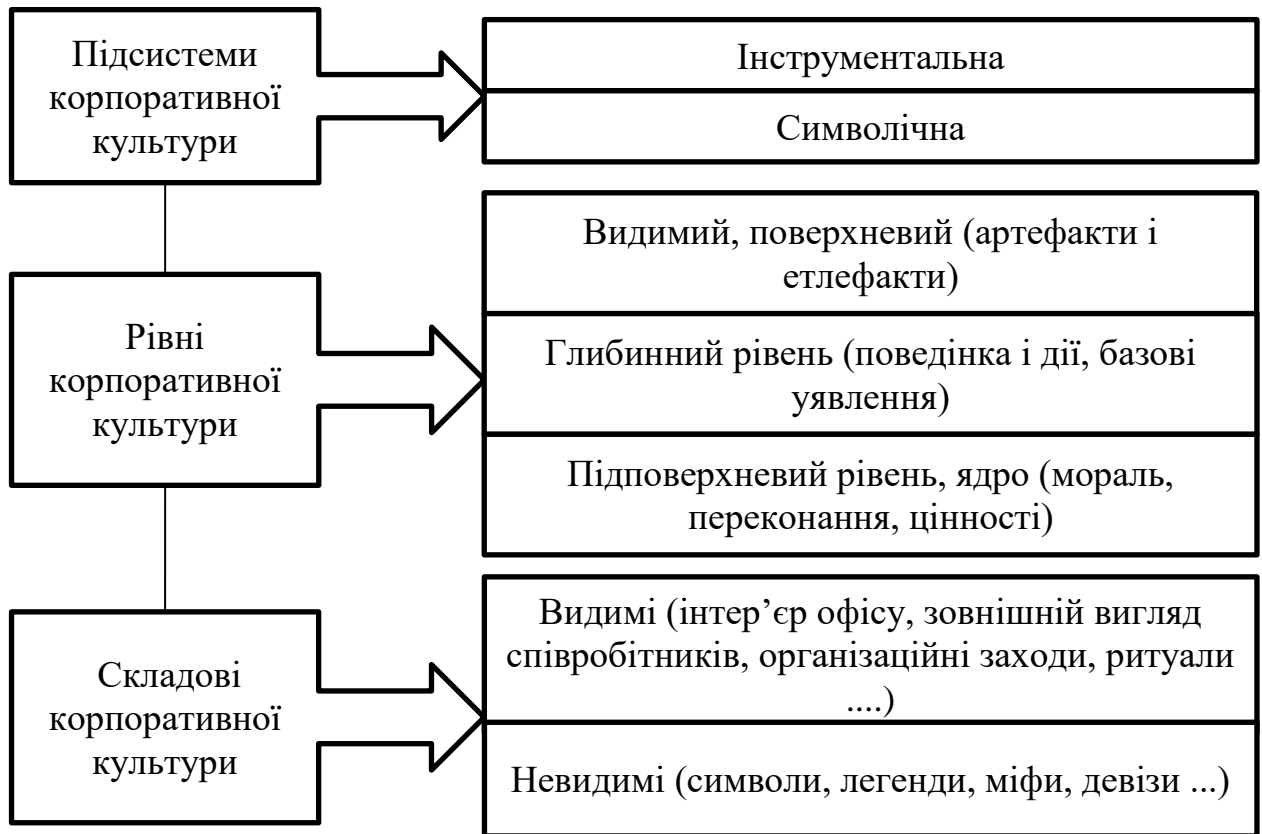 Підсистеми
корпоративної
культури
Інструментальна
Символічна
Рівні
корпоративної
культури
Видимий, поверхневий (артефакти і
етлефакти)
Глибинний рівень (поведінка і дії, базові
уявлення)
Підповерхневий рівень, ядро (мораль,
переконання, цінності)
Складові
корпоративної
культури
Видимі (інтер’єр офісу, зовнішній вигляд
співробітників, організаційні заходи, ритуали
....)
Невидимі (символи, легенди, міфи, девізи ...)